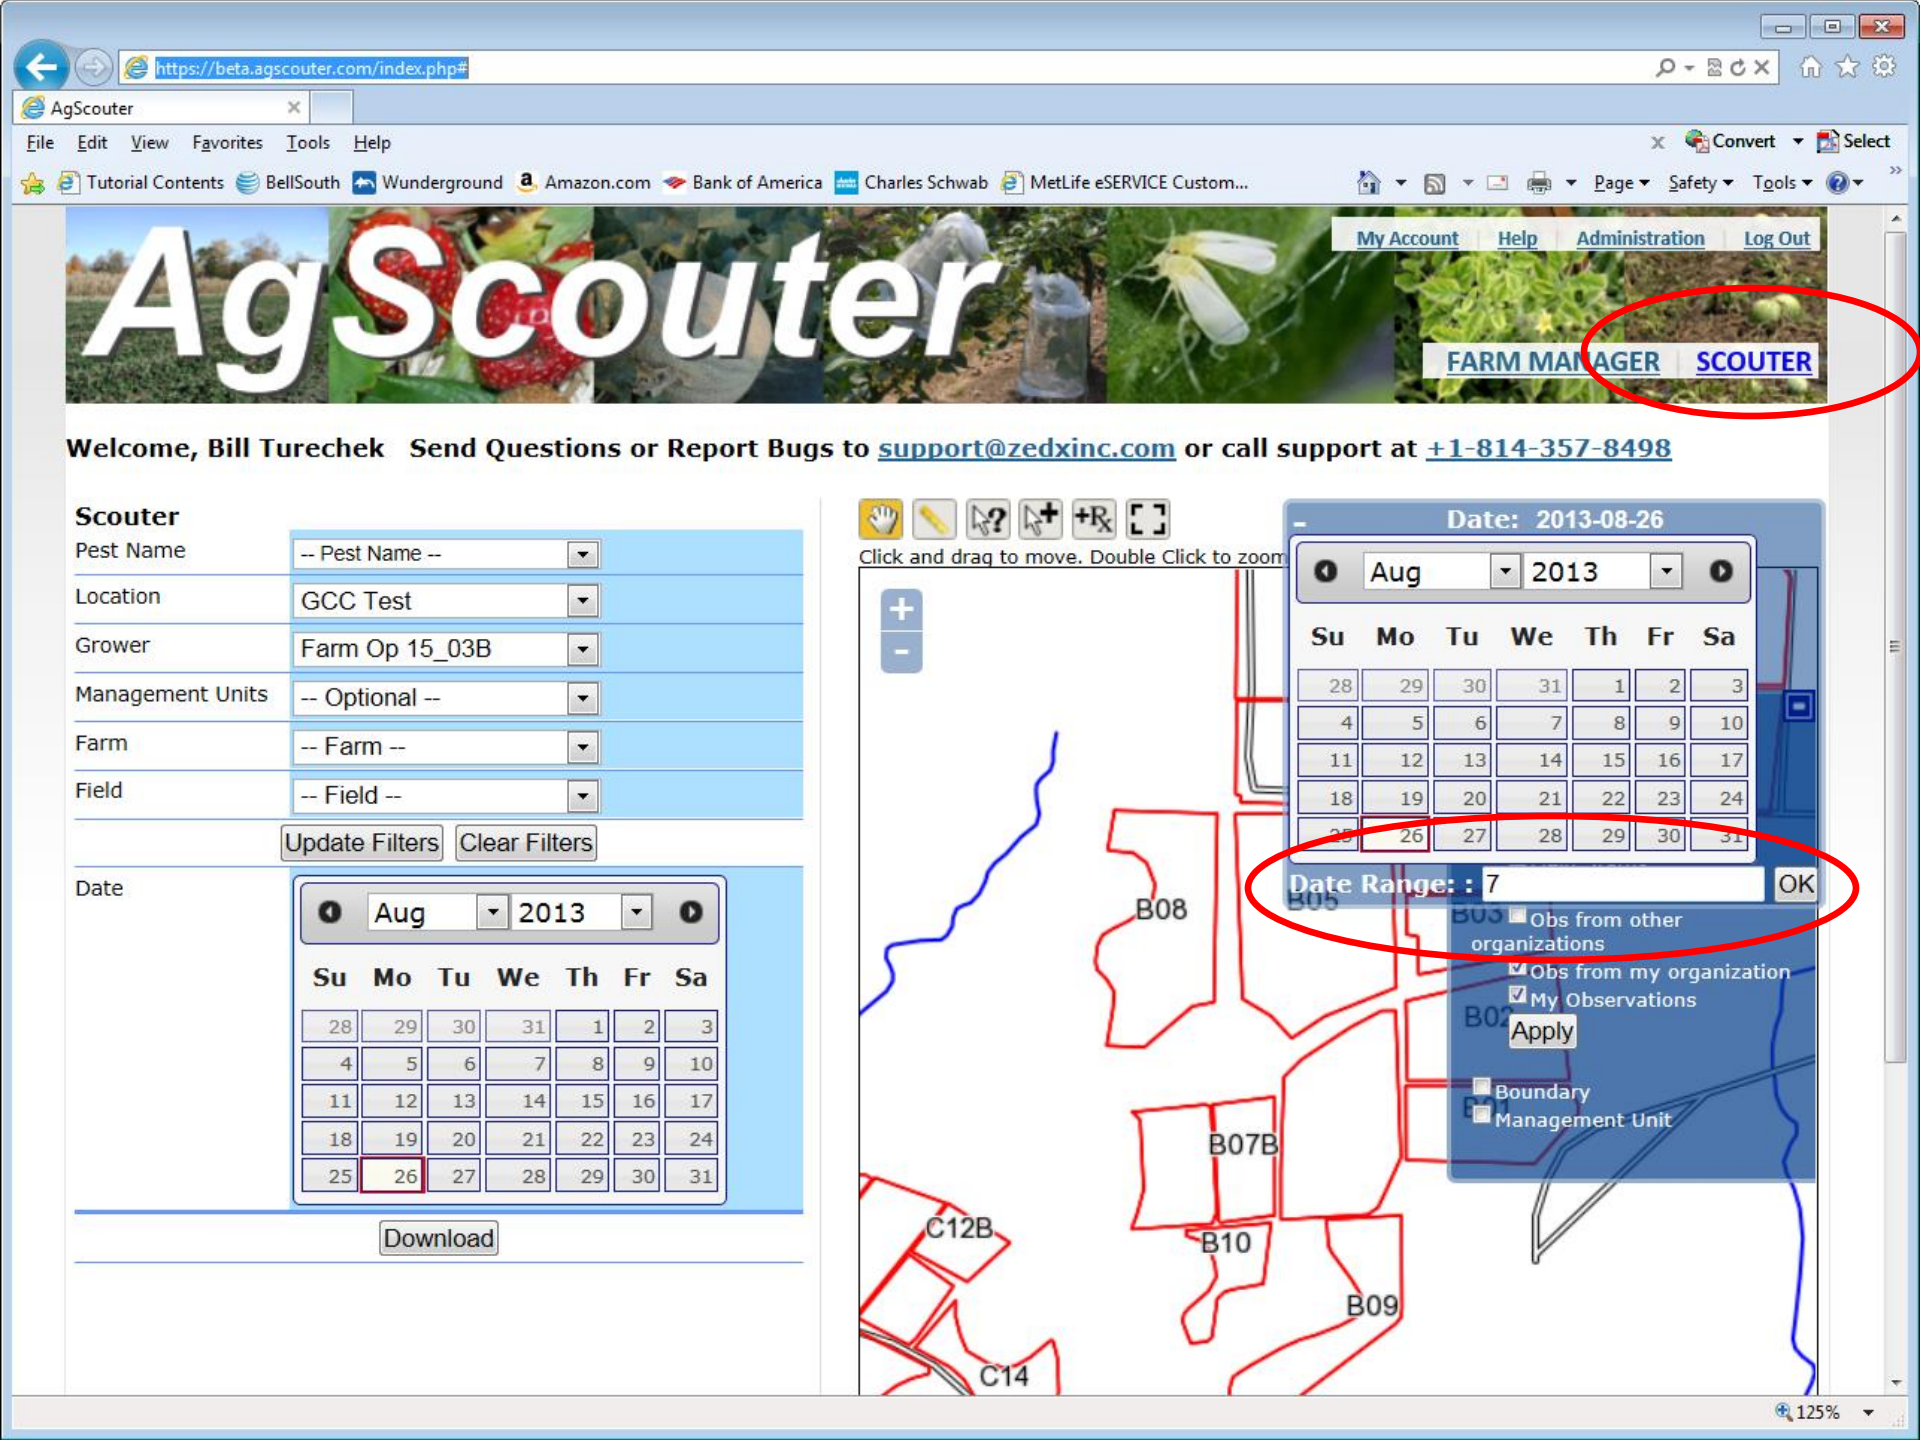 https://beta.agscouter.com/index.php#
AgScouter
File Edit View Favorites Tools Help
Convert Select
Tutorial Contents BellSouth Wunderground Amazon.com Bank of America Charles Schwab MetLife eSERVICE Custom...
Page Safety Tools
AgScouter
My Account Help Administration Log Out
FARM MANAGER SCOUTER
Welcome, Bill Turechek Send Questions or Report Bugs to support@zedxinc.com or call support at +1-814-357-8498
Scouter
Pest Name -- Pest Name --
Location GCC Test
Grower Farm Op 15_03B
Management Units -- Optional --
Farm -- Farm --
Field -- Field --
Update Filters Clear Filters
Date
Aug 2013
Su Mo Tu We Th Fr Sa
28 29 30 31 1 2 3
4 5 6 7 8 9 10
11 12 13 14 15 16 17
18 19 20 21 22 23 24
25 26 27 28 29 30 31
Download
+Rx
Click and drag to move. Double Click to zoom
Date: 2013-08-26
Aug 2013
Su Mo Tu We Th Fr Sa
28 29 30 31 1 2 3
4 5 6 7 8 9 10
11 12 13 14 15 16 17
18 19 20 21 22 23 24
25 26 27 28 29 30 31
Date Range: : 7 OK
Obs from other
organizations
Obs from my organization
My Observations
Apply
Boundary
Management Unit
B08
B05
B03
B02
B01
B07B
C12B
B10
B09
C14
125%